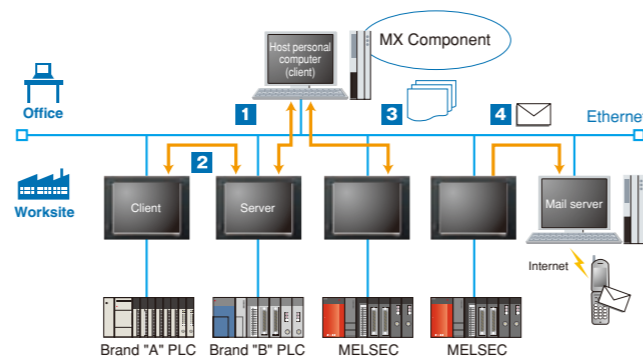 MX Component
Host personal
computer
(client)
Office
1
3
4
Ethernet
2
Worksite
Client
Server
Mail server
Internet
Brand "A" PLC
Brand "B" PLC
MELSEC
MELSEC